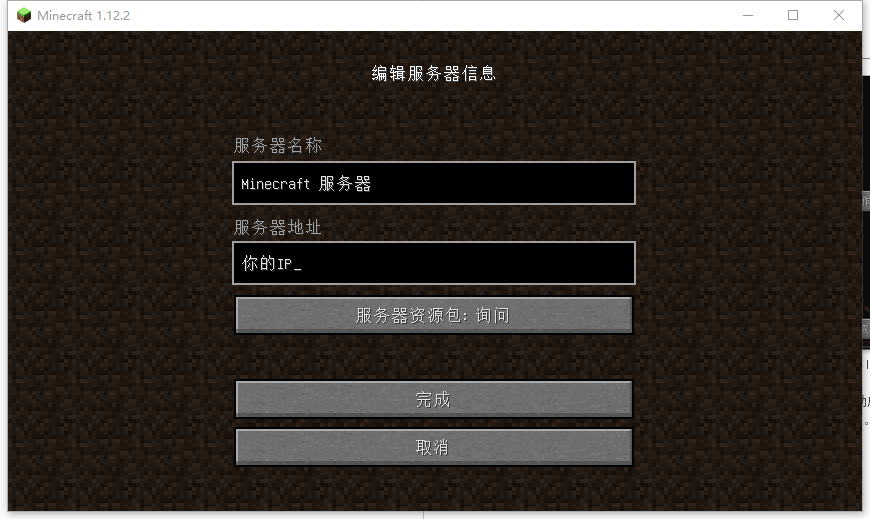 Minecraft 1.12.2
编辑服务器信息
服务器名称
Minecraft 服务器
服务器地址
你的IP_
服务器资源包: 询问
完成
取消